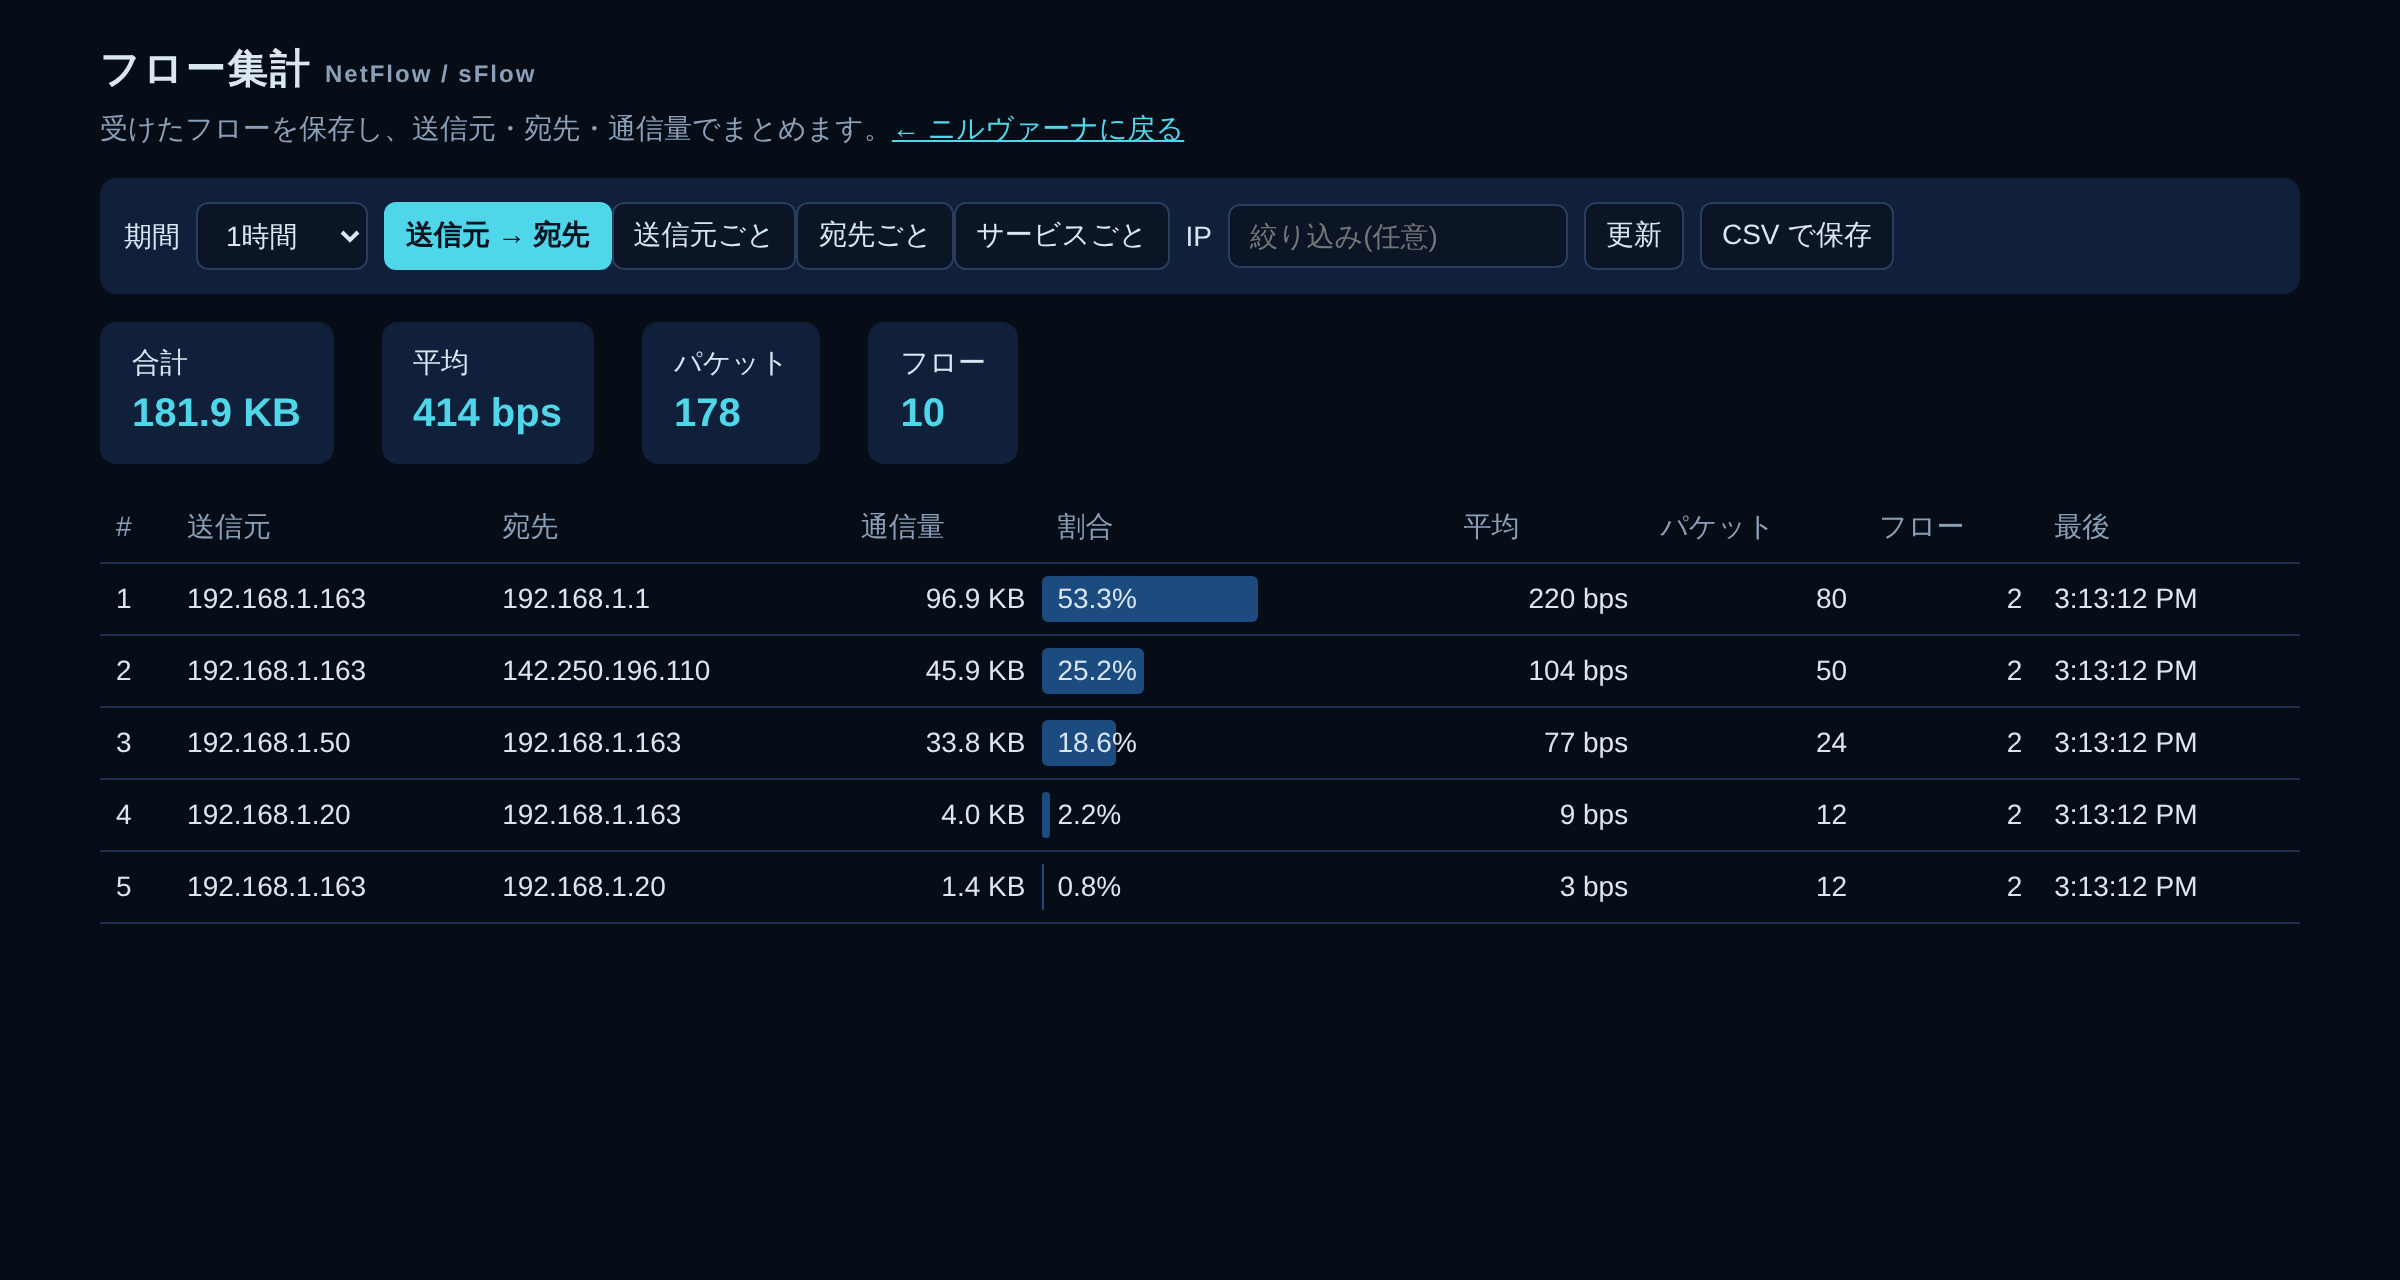 フロー集計 NetFlow / sFlow
受けたフローを保存し、送信元・宛先・通信量でまとめます。← ニルヴァーナに戻る
期間 1時間 送信元 → 宛先 送信元ごと 宛先ごと サービスごと IP 絞り込み(任意) 更新 CSV で保存
合計 平均 パケット フロー
181.9 KB 414 bps 178 10
# 送信元 宛先 通信量 割合 平均 パケット フロー 最後
1 192.168.1.163 192.168.1.1 96.9 KB 53.3% 220 bps 80 2 3:13:12 PM
2 192.168.1.163 142.250.196.110 45.9 KB 25.2% 104 bps 50 2 3:13:12 PM
3 192.168.1.50 192.168.1.163 33.8 KB 18.6% 77 bps 24 2 3:13:12 PM
4 192.168.1.20 192.168.1.163 4.0 KB 2.2% 9 bps 12 2 3:13:12 PM
5 192.168.1.163 192.168.1.20 1.4 KB 0.8% 3 bps 12 2 3:13:12 PM